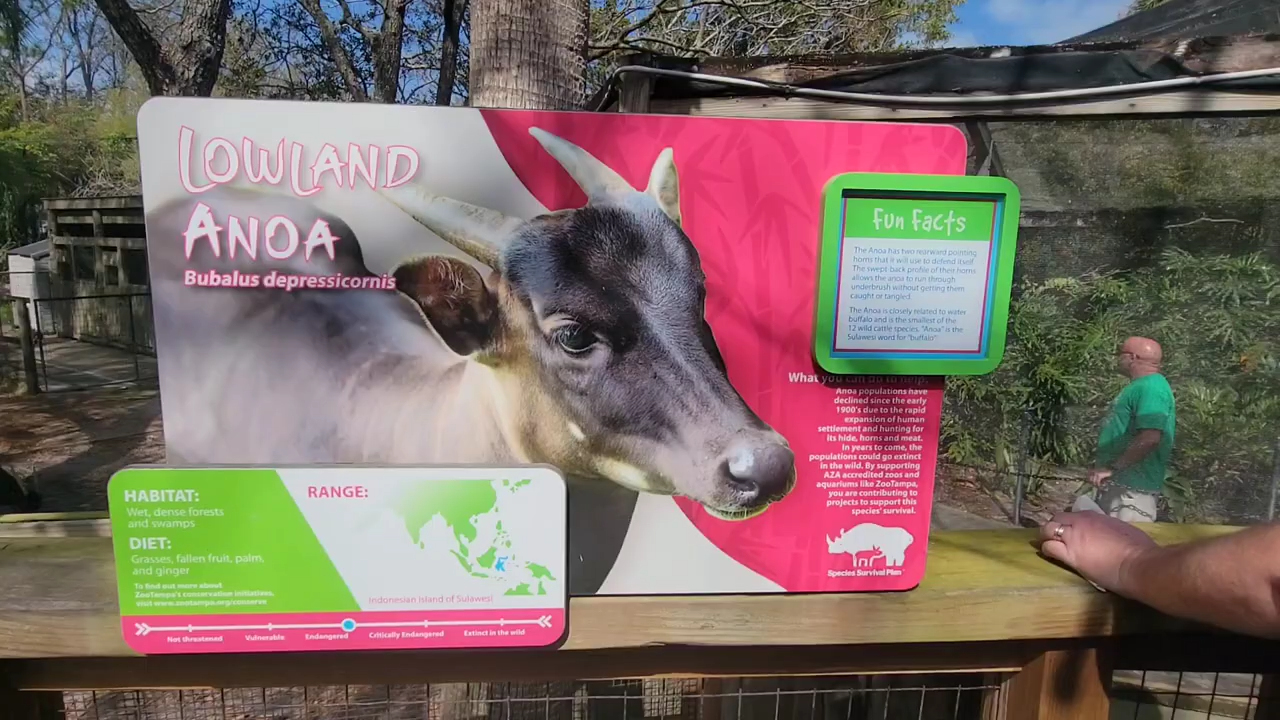 LOWLAND
ANOA
Bubalus depressicornis
Fun Facts
The Anoa has two rearward pointing
horns that it will use to defend itself.
The swept-back profile of their horns
allows the anoa to run through
underbrush without getting them
caught or tangled.
The Anoa is closely related to water
buffalo and is the smallest of the
12 wild cattle species. "Anoa" is the
Sulawesi word for "buffalo".
What you can do to help:
Anoa populations have
declined since the early
1900's due to the rapid
expansion of human
settlement and hunting for
its hide, horns and meat.
In years to come, the
populations could go extinct
in the wild. By supporting
AZA accredited zoos and
aquariums like ZooTampa,
you are contributing to
projects to support this
species' survival.
Species Survival Plan
HABITAT:
Wet, dense forests
and swamps
DIET:
Grasses, fallen fruit, palm,
and ginger
To find out more about
ZooTampa's conservation initiatives,
visit www.zootampa.org/conserve
RANGE:
Indonesian Island of Sulawesi
Not threatened Vulnerable Endangered Critically Endangered Extinct in the wild